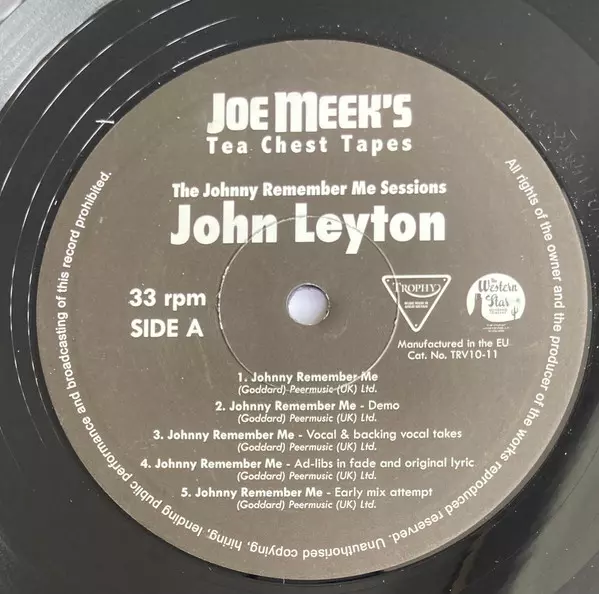 JOE MEEK'S
Tea Chest Tapes
The Johnny Remember Me Sessions
John Leyton
33 rpm
SIDE A
TROPHY
The
Western
Star
Manufactured in the EU
Cat. No. TRV10-11
1. Johnny Remember Me
(Goddard) Peermusic (UK) Ltd.
2. Johnny Remember Me - Demo
(Goddard) Peermusic (UK) Ltd.
3. Johnny Remember Me - Vocal & backing vocal takes
(Goddard) Peermusic (UK) Ltd.
4. Johnny Remember Me - Ad-libs in fade and original lyric
(Goddard) Peermusic (UK) Ltd.
5. Johnny Remember Me - Early mix attempt
(Goddard) Peermusic (UK) Ltd.
All rights of the owner and the producer of the works reproduced reserved. Unauthorised copying, hiring, lending public performance and broadcasting of this record prohibited.